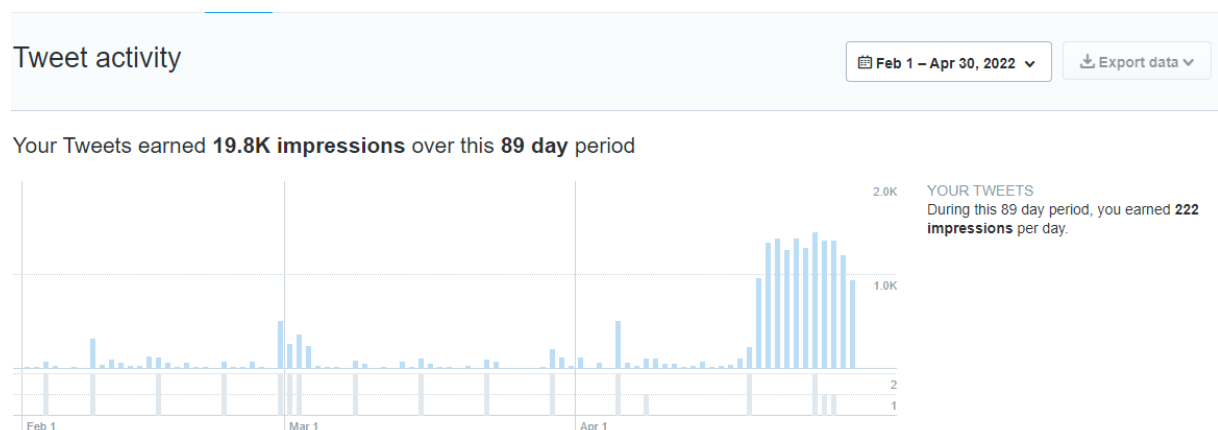 Tweet activity
Feb 1 – Apr 30, 2022
Export data
Your Tweets earned 19.8K impressions over this 89 day period
2.0K
1.0K
2
1
Feb 1
Mar 1
Apr 1
YOUR TWEETS
During this 89 day period, you earned 222
impressions per day.